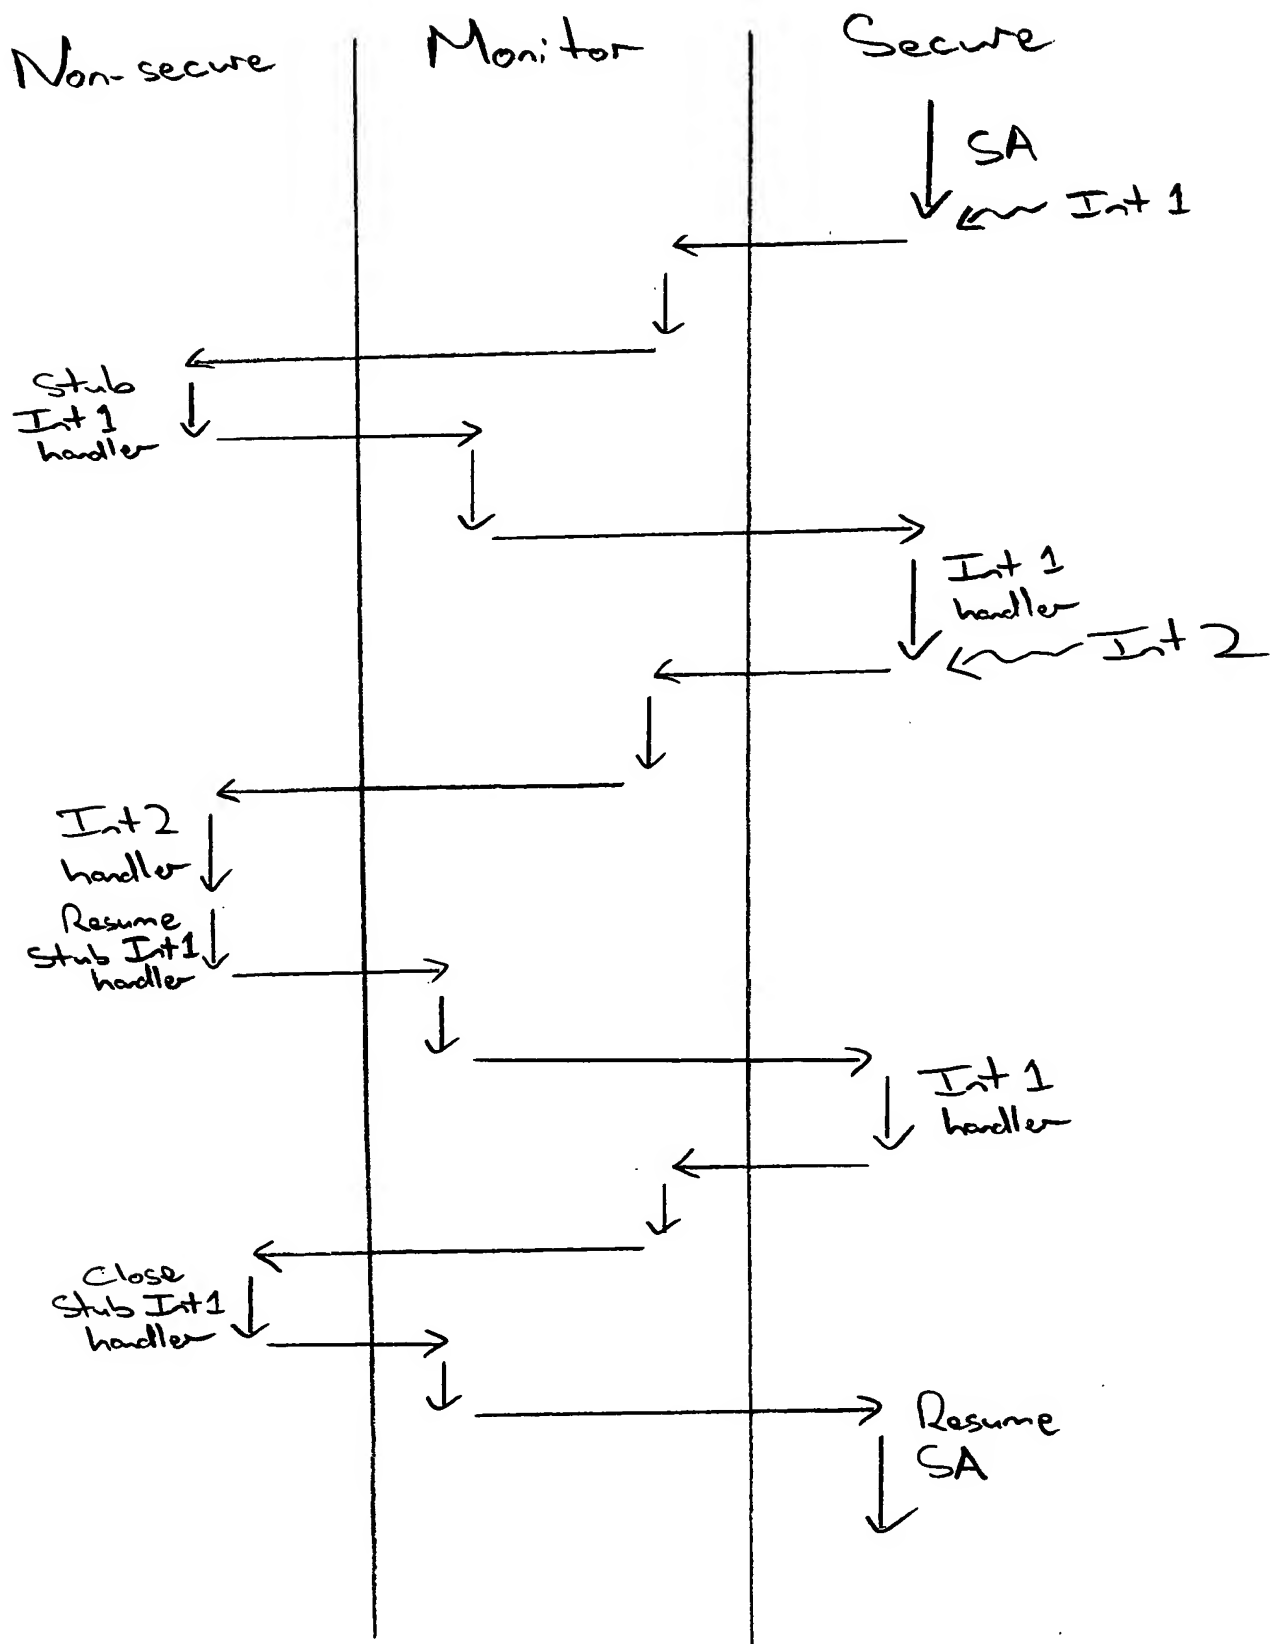 Non-secure
Monitor
Secure
SA
Int 1
Stub
Int 1
handler
Int 1
handler
Int 2
Int 2
handler
Resume
Stub Int 1
handler
Int 1
handler
Close
Stub Int 1
handler
Resume
SA